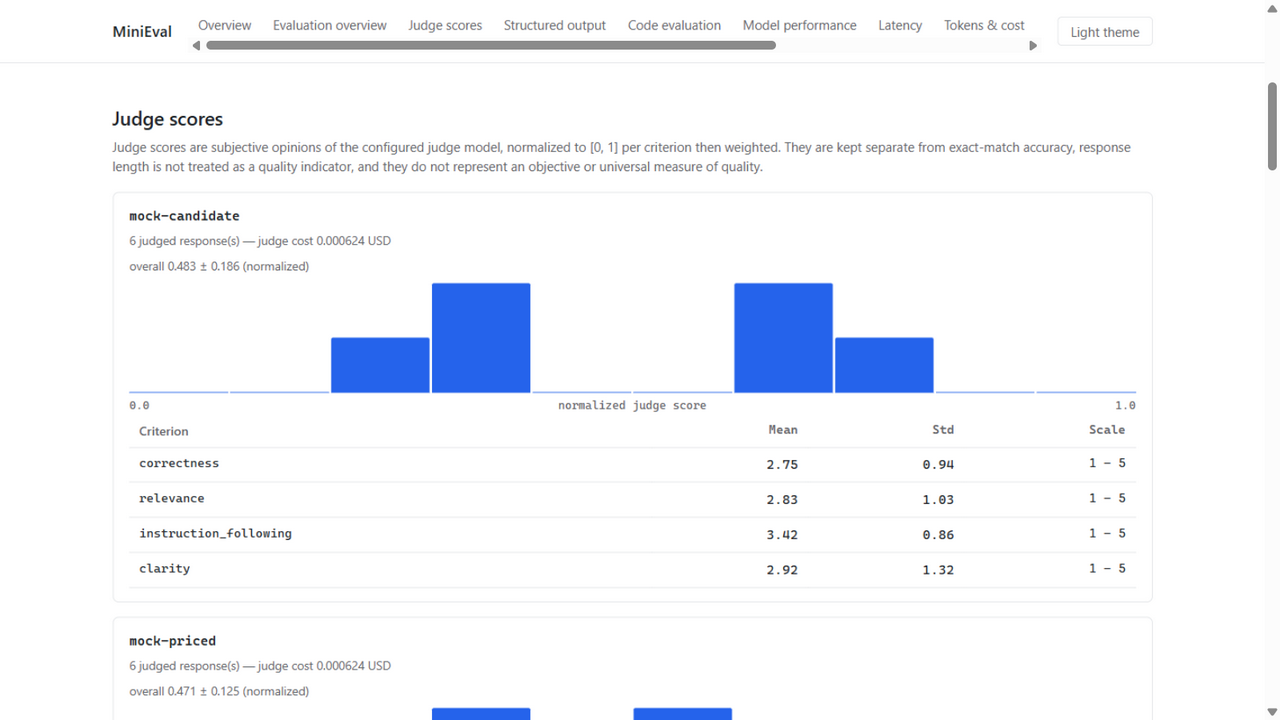 MiniEval
Overview Evaluation overview Judge scores Structured output Code evaluation Model performance Latency Tokens & cost
Light theme
Judge scores
Judge scores are subjective opinions of the configured judge model, normalized to [0, 1] per criterion then weighted. They are kept separate from exact-match accuracy, response
length is not treated as a quality indicator, and they do not represent an objective or universal measure of quality.
mock-candidate
6 judged response(s) — judge cost 0.000624 USD
overall 0.483 ± 0.186 (normalized)
0.0 normalized judge score 1.0
Criterion Mean Std Scale
correctness 2.75 0.94 1 – 5
relevance 2.83 1.03 1 – 5
instruction_following 3.42 0.86 1 – 5
clarity 2.92 1.32 1 – 5
mock-priced
6 judged response(s) — judge cost 0.000624 USD
overall 0.471 ± 0.125 (normalized)